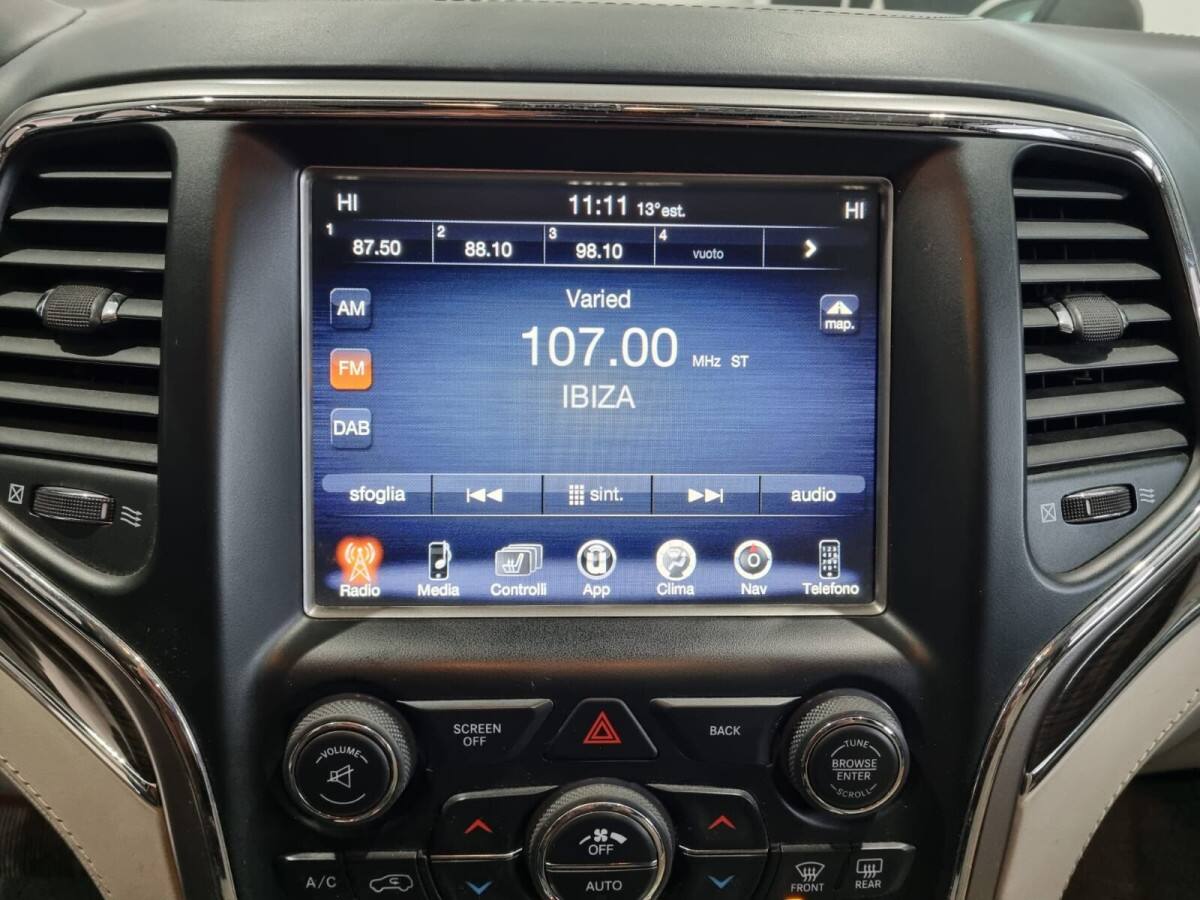 HI 11:11 13°est. HI
1 87.50 2 88.10 3 98.10 4 vuoto
Varied
AM
map.
107.00 MHz ST
FM
IBIZA
DAB
sfoglia sint. audio
Radio Media Controlli App Clima Nav Telefono
SCREEN
OFF
BACK
VOLUME
TUNE
BROWSE
ENTER
SCROLL
OFF
AUTO
A/C
FRONT
REAR